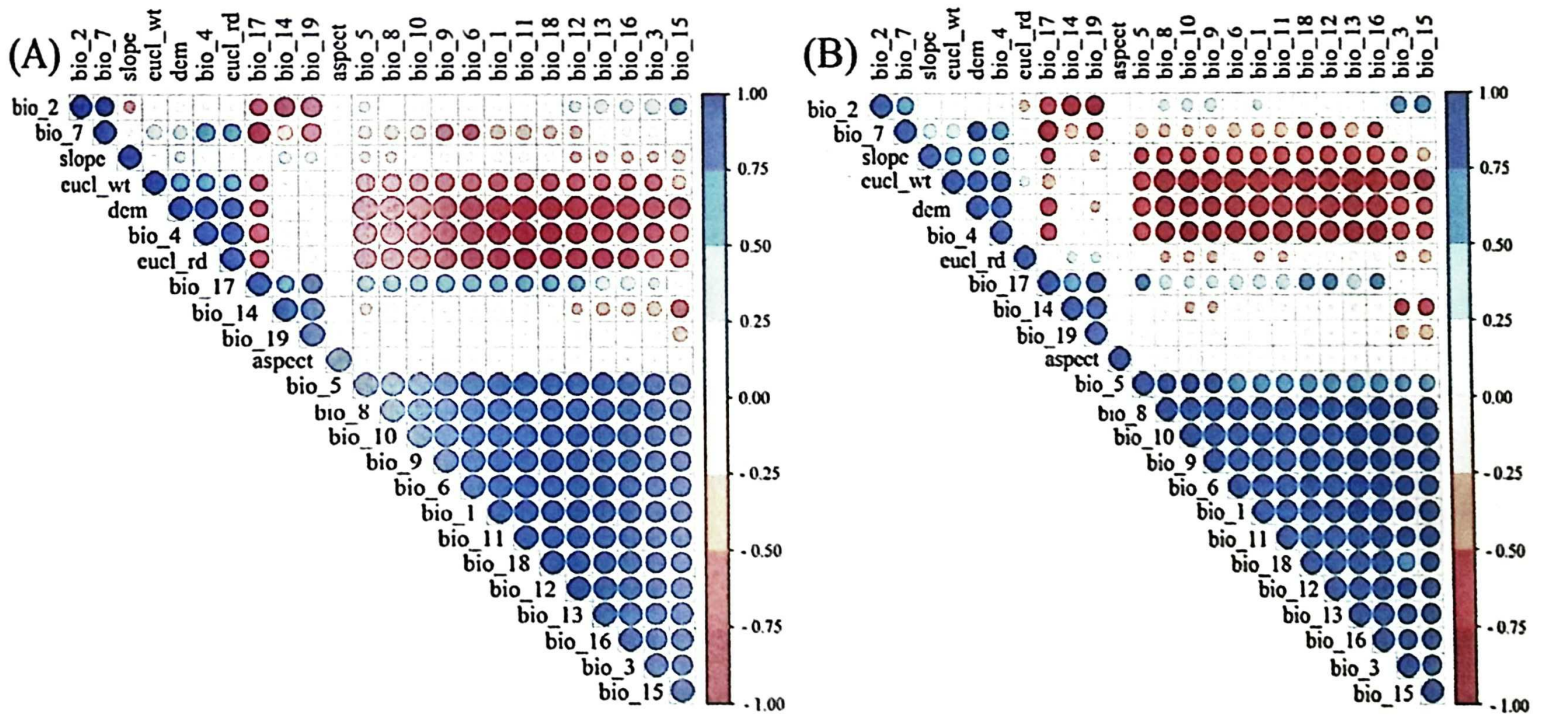 (A)
bio_2
bio_7
slope
eucl_wt
dem
bio_4
eucl_rd
bio_17
bio_14
bio_19
aspect
bio_5
bio_8
bio_10
bio_9
bio_6
bio_1
bio_11
bio_18
bio_12
bio_13
bio_16
bio_3
bio_15
bio_2
bio_7
slope
eucl_wt
dem
bio_4
eucl_rd
bio_17
bio_14
bio_19
aspect
bio_5
bio_8
bio_10
bio_9
bio_6
bio_1
bio_11
bio_18
bio_12
bio_13
bio_16
bio_3
bio_15
1.00
0.75
0.50
0.25
0.00
- 0.25
- 0.50
- 0.75
- 1.00
(B)
bio_2
bio_7
slope
eucl_wt
dem
bio_4
eucl_rd
bio_17
bio_14
bio_19
aspect
bio_5
bio_8
bio_10
bio_9
bio_6
bio_1
bio_11
bio_18
bio_12
bio_13
bio_16
bio_3
bio_15
bio_2
bio_7
slope
eucl_wt
dem
bio_4
eucl_rd
bio_17
bio_14
bio_19
aspect
bio_5
bio_8
bio_10
bio_9
bio_6
bio_1
bio_11
bio_18
bio_12
bio_13
bio_16
bio_3
bio_15
1.00
0.75
0.50
0.25
0.00
- 0.25
- 0.50
- 0.75
- 1.00